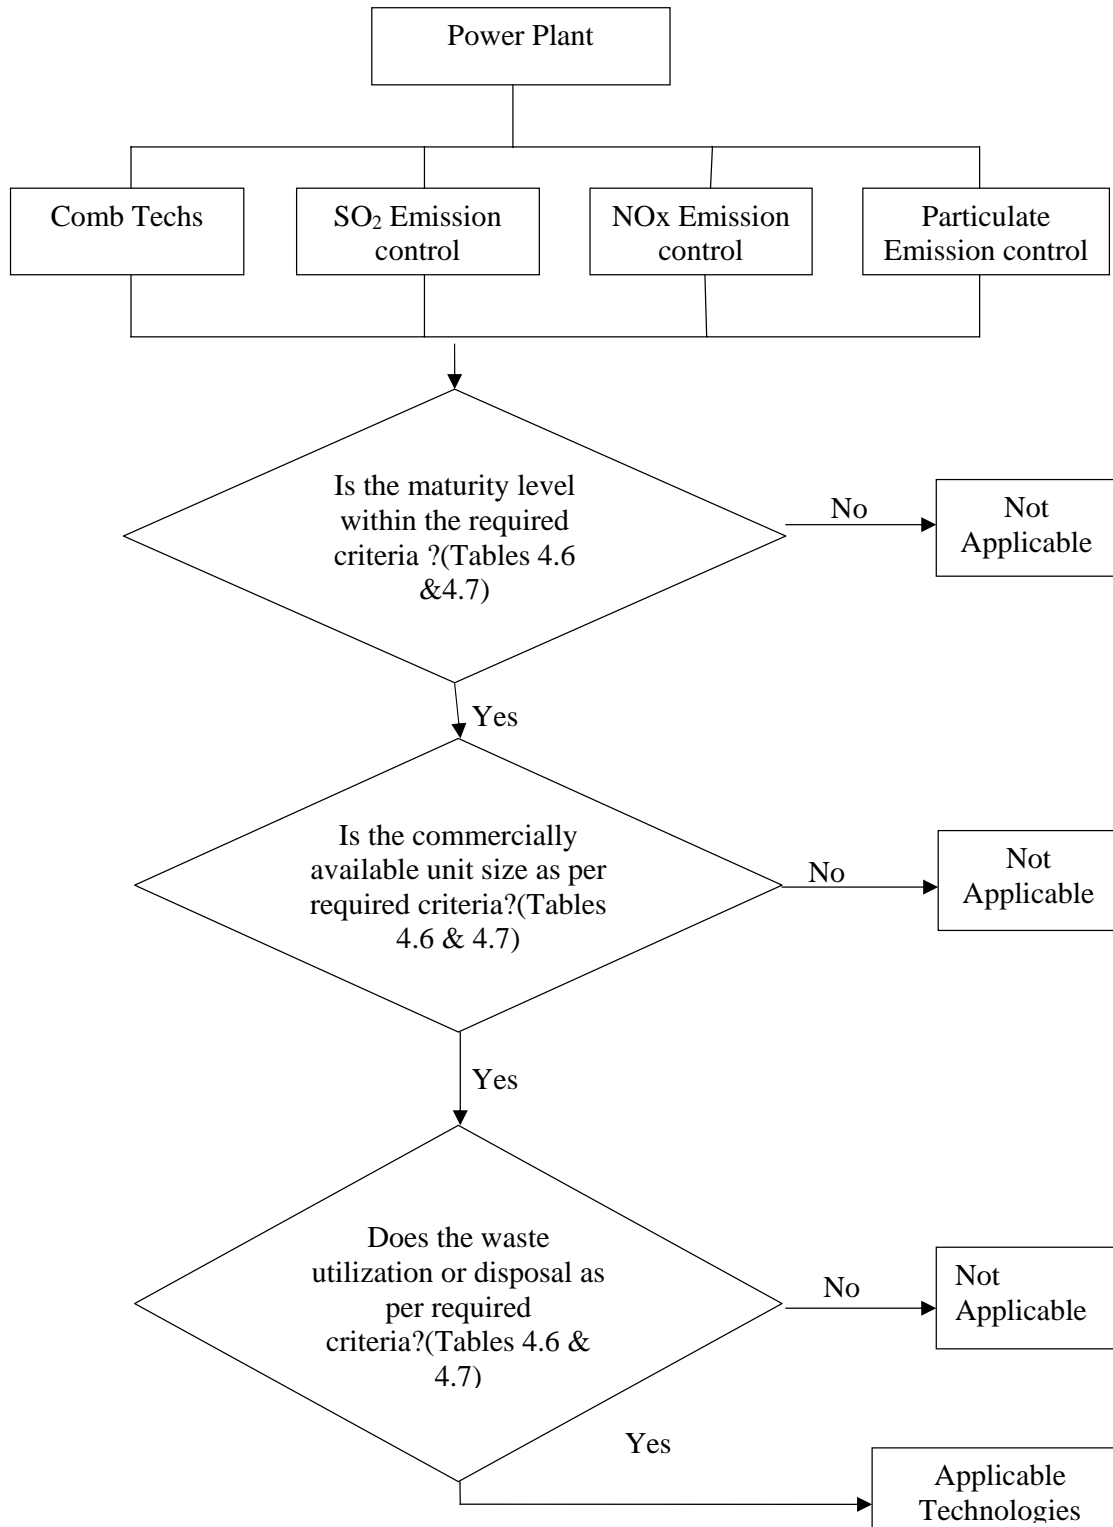 Power Plant
Comb Techs
SO₂ Emission
control
NOx Emission
control
Particulate
Emission control
Is the maturity level
within the required
criteria ?(Tables 4.6
&4.7)
No
Not
Applicable
Yes
Is the commercially
available unit size as per
required criteria?(Tables
4.6 & 4.7)
No
Not
Applicable
Yes
Does the waste
utilization or disposal as
per required
criteria?(Tables 4.6 &
4.7)
No
Not
Applicable
Yes
Applicable
Technologies